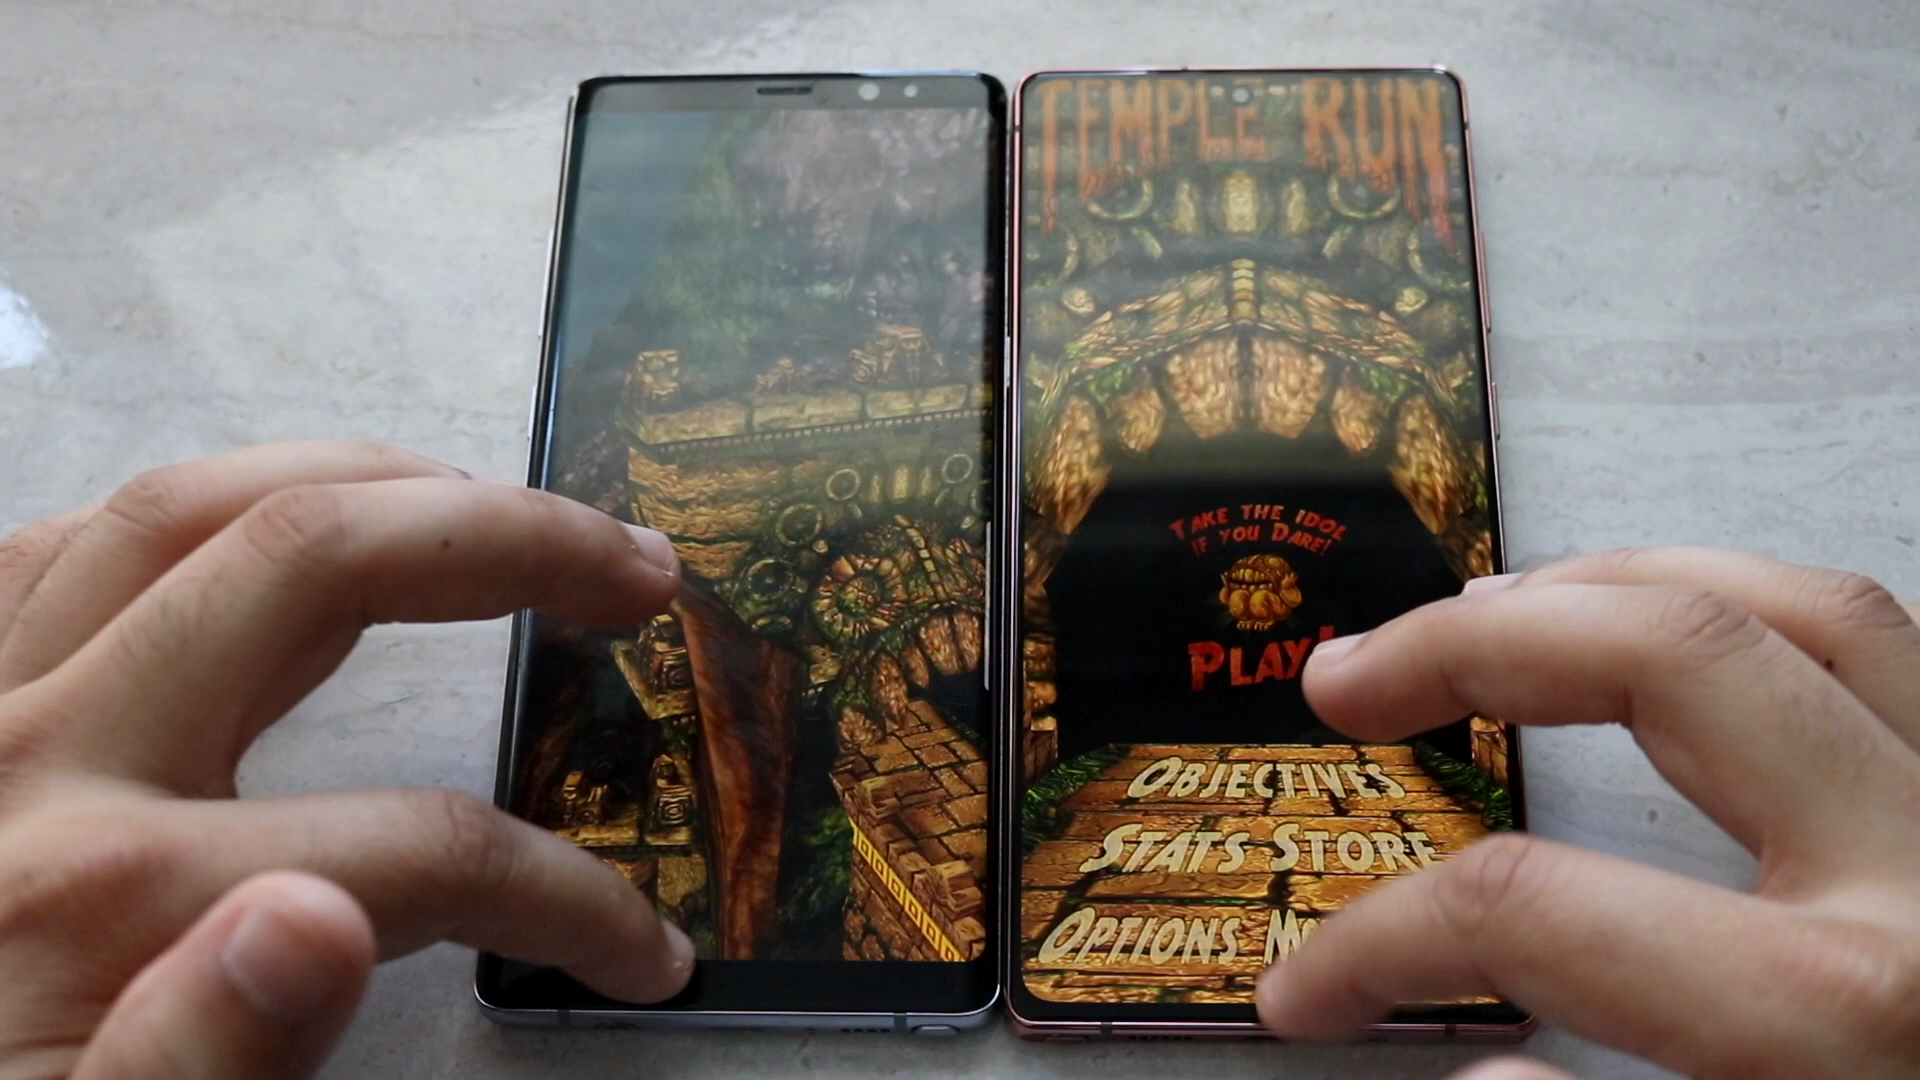 TEMPLE RUN
TAKE THE IDOL
IF YOU DARE!
PLAY!
OBJECTIVES
STATS STORE
OPTIONS